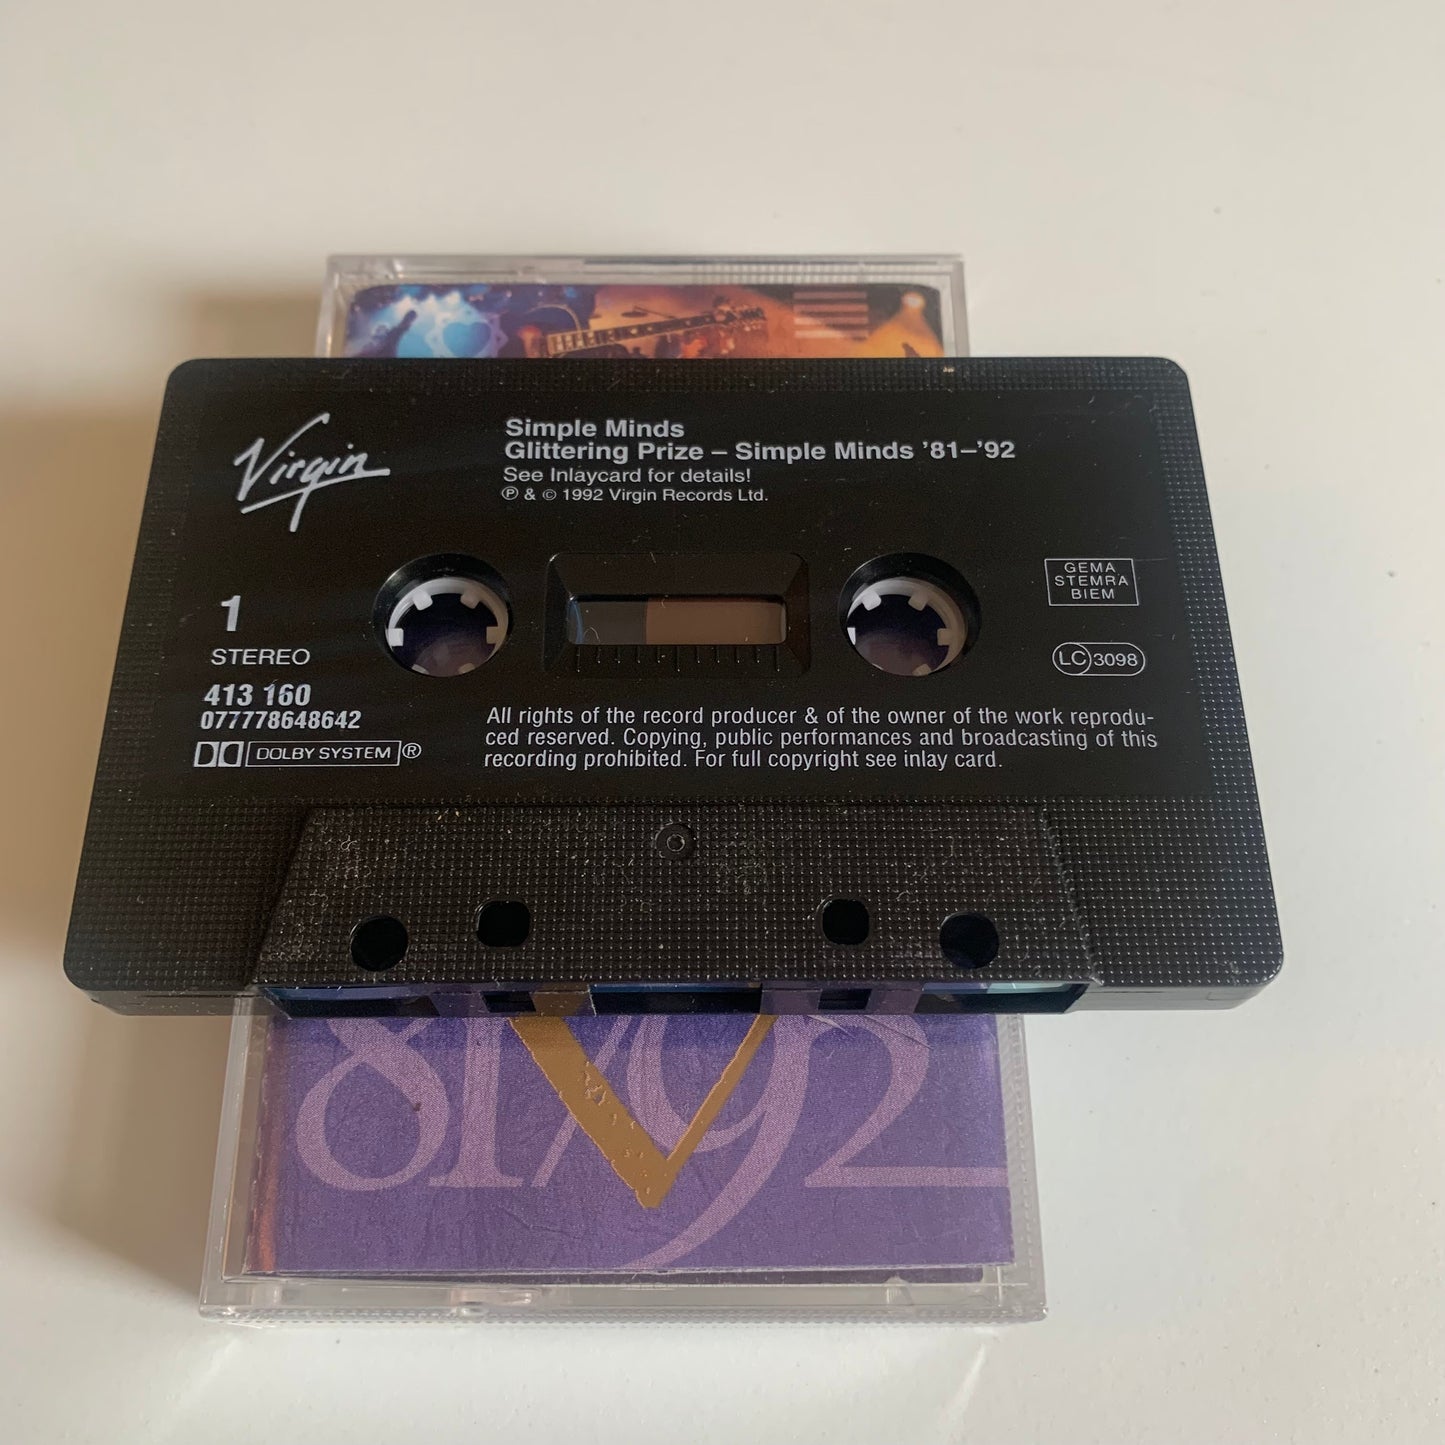 Virgin
Simple Minds
Glittering Prize – Simple Minds '81–'92
See Inlaycard for details!
℗ & © 1992 Virgin Records Ltd.
1
STEREO
413 160
077778648642
DOLBY SYSTEM ®
GEMA
STEMRA
BIEM
LC 3098
All rights of the record producer & of the owner of the work reprodu-
ced reserved. Copying, public performances and broadcasting of this
recording prohibited. For full copyright see inlay card.
81/92